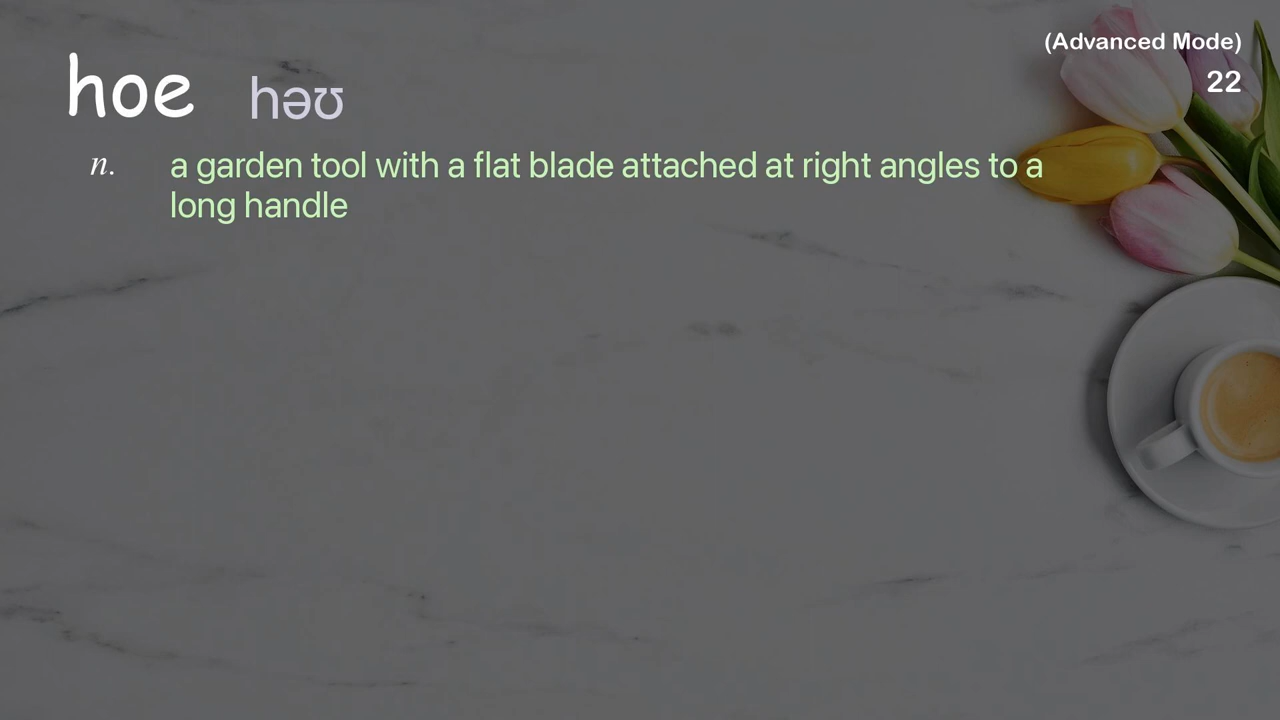 (Advanced Mode)
hoe həʊ
22
n. a garden tool with a flat blade attached at right angles to a
long handle